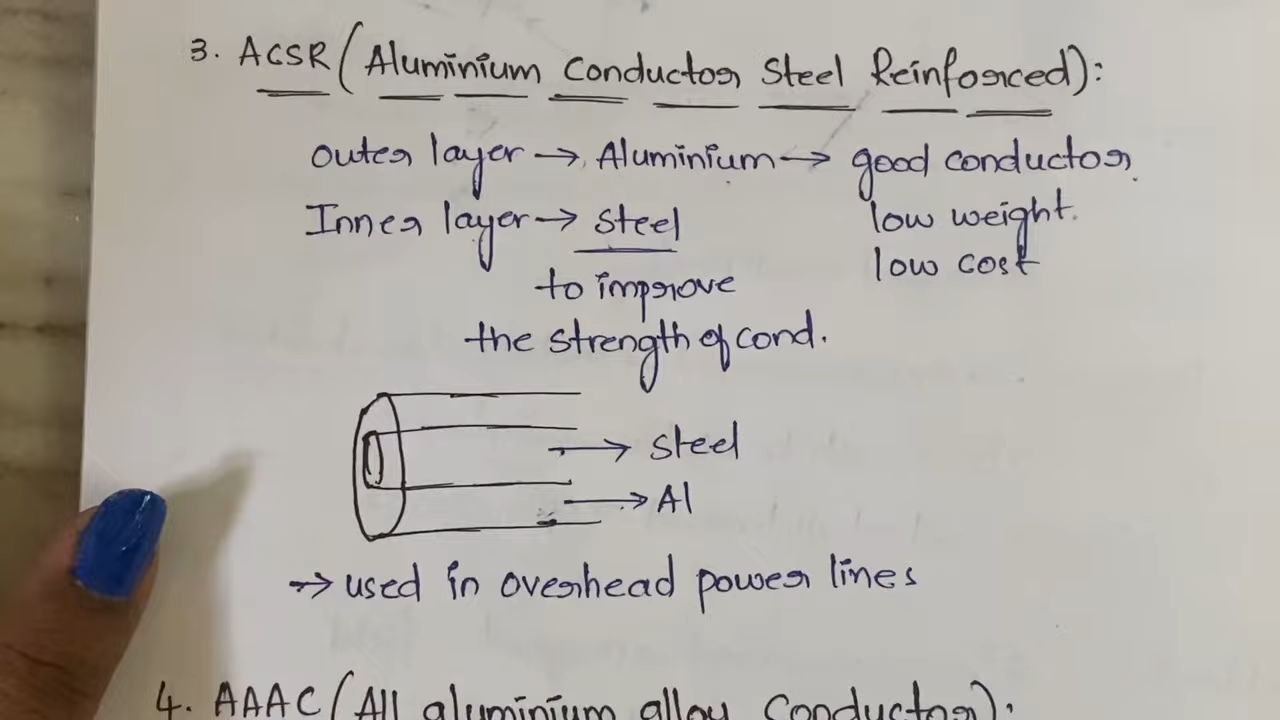 3. ACSR (Aluminium Conductor Steel Reinforced):
outer layer → Aluminium → good conductor
Inner layer → Steel low weight.
to improve low cost
the strength of cond.
→ Steel
→ Al
→ used in overhead power lines
4. AAAC (All aluminium alloy Conductor):